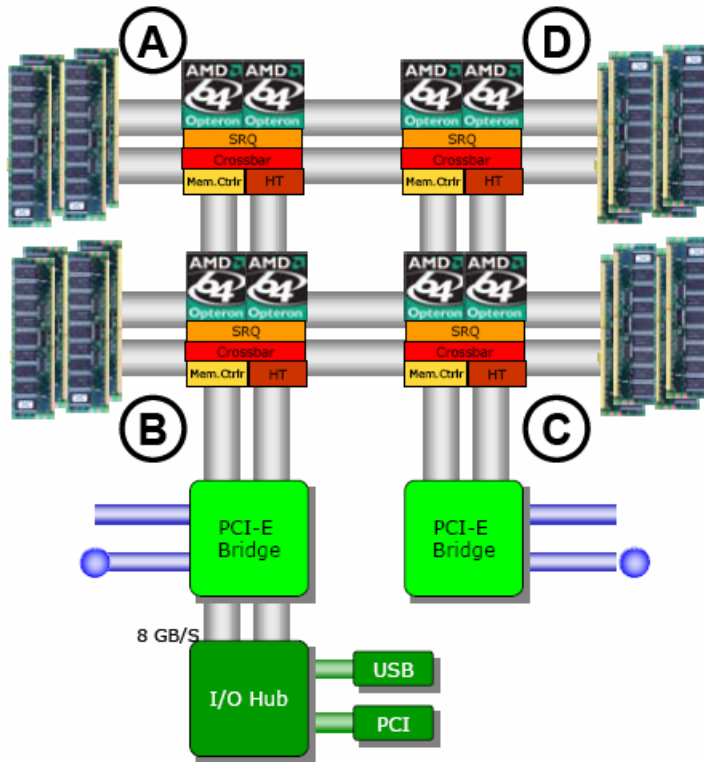 A
D
AMD AMD
64 64
Opteron Opteron
SRQ
Crossbar
Mem.Ctrlr HT
AMD AMD
64 64
Opteron Opteron
SRQ
Crossbar
Mem.Ctrlr HT
AMD AMD
64 64
Opteron Opteron
SRQ
Crossbar
Mem.Ctrlr HT
AMD AMD
64 64
Opteron Opteron
SRQ
Crossbar
Mem.Ctrlr HT
B
C
PCI-E
Bridge
PCI-E
Bridge
8 GB/S
I/O Hub
USB
PCI